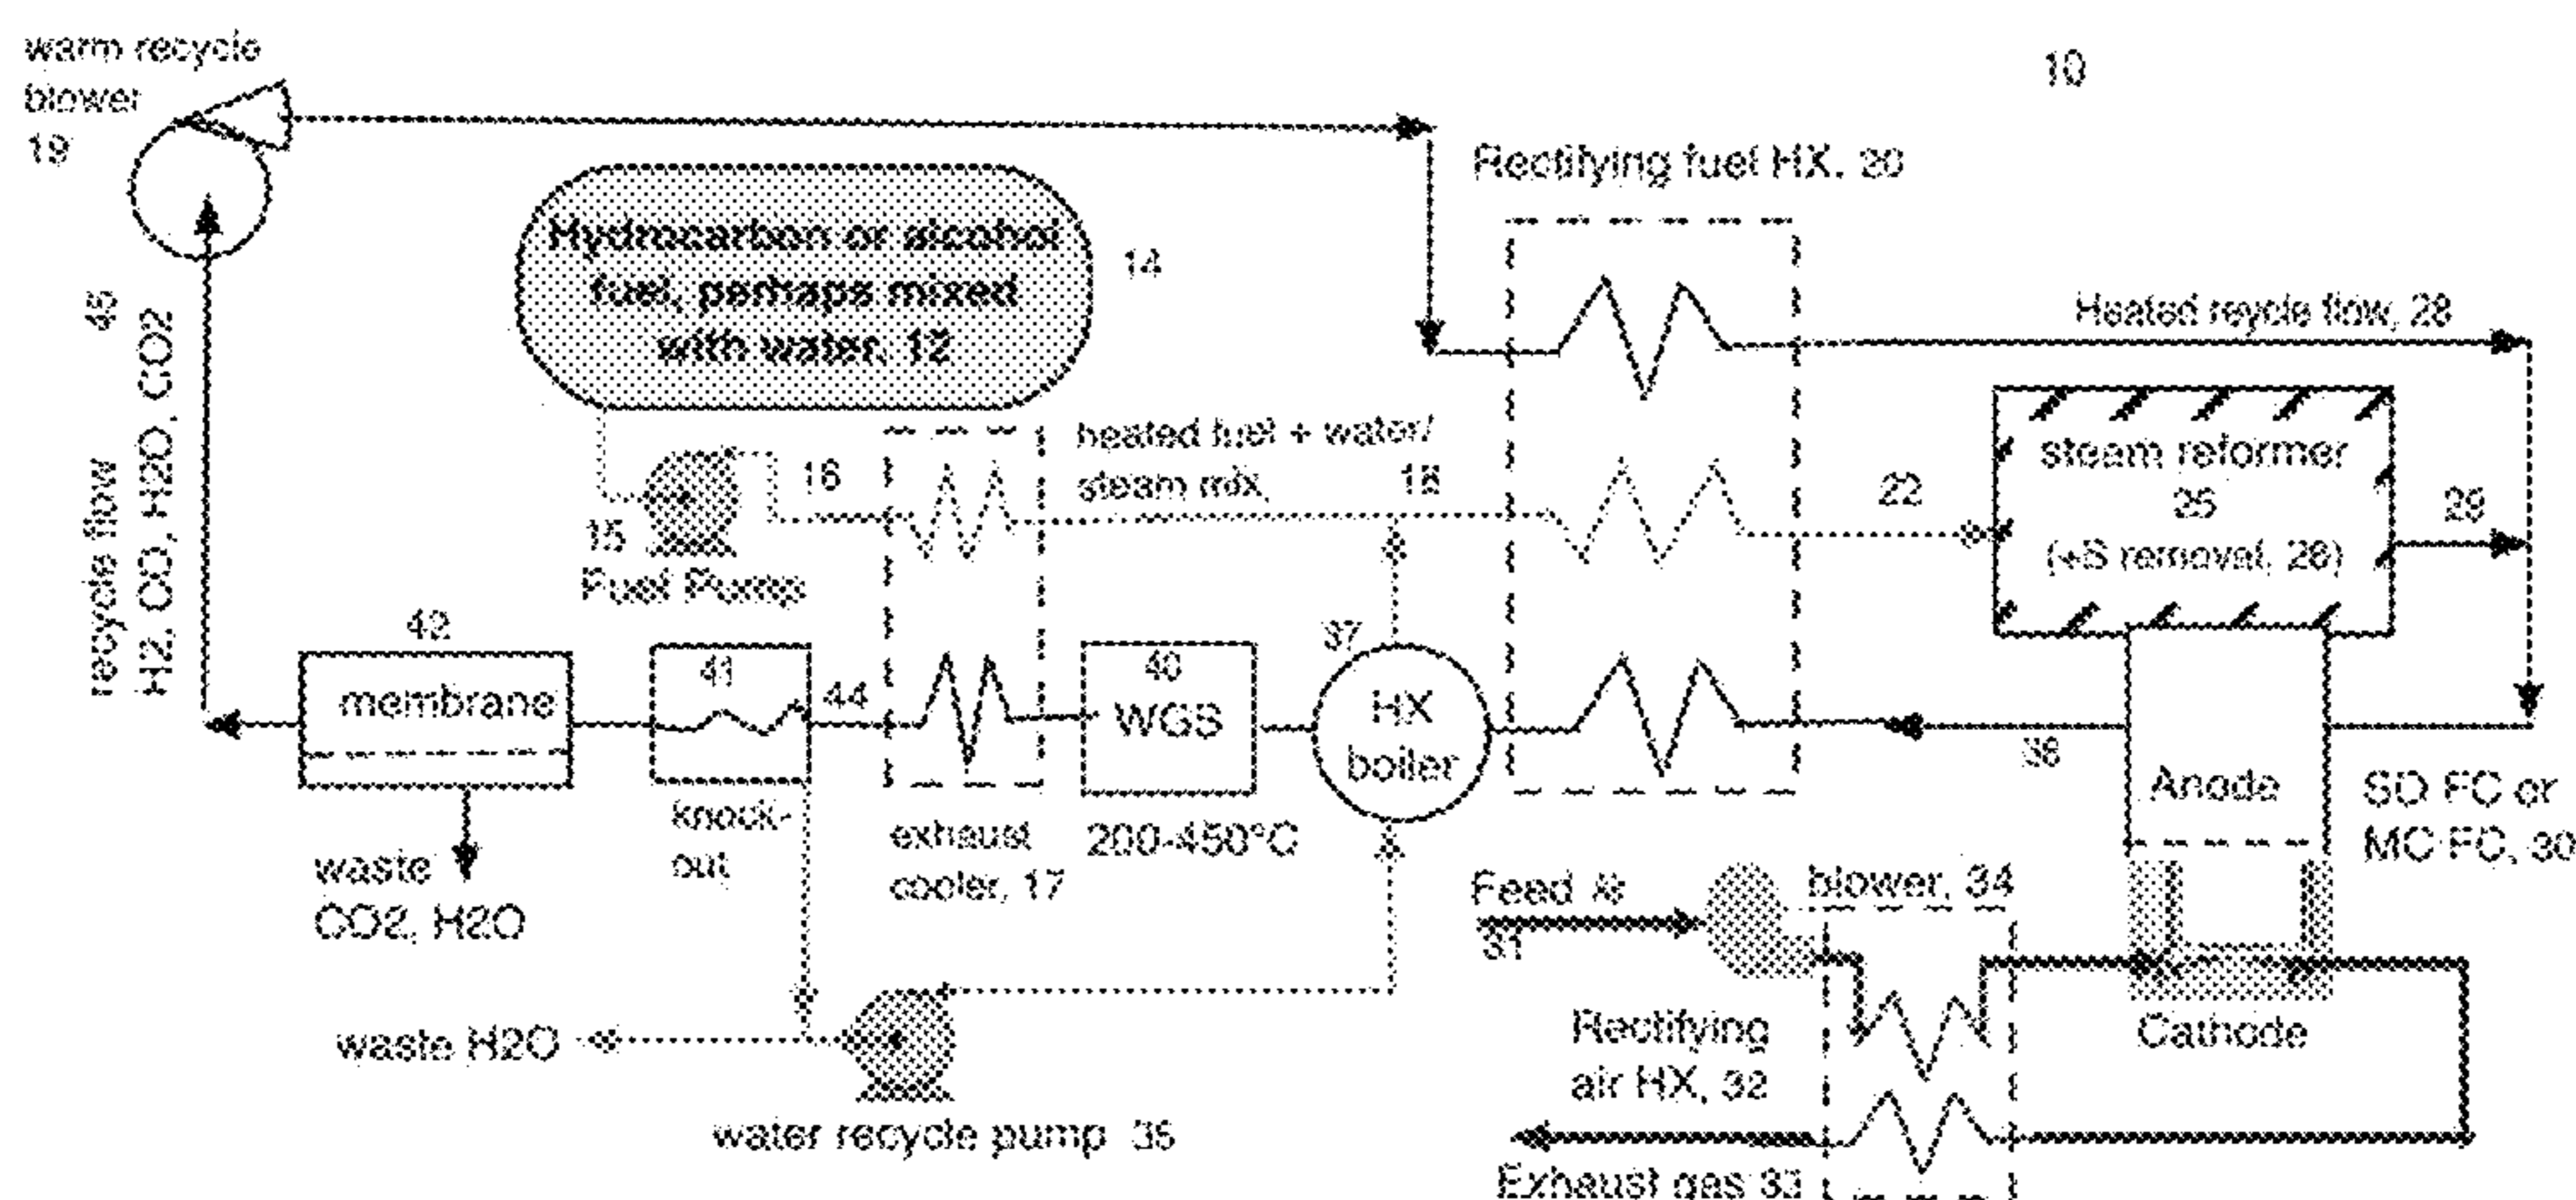 warm recycle
blower
19
10
Rectifying fuel HX, 20
Hydrocarbon or alcohol
fuel, perhaps mixed
with water, 12
14
45
recycle flow
H2, CO, H2O, CO2
Heated reycle flow, 28
heated fuel + water/
steam mix,
18
16
15
Fuel Pump
22
steam reformer
25
(+S removal, 26)
29
42
membrane
41
44
knock-
out
40
WGS
200-450°C
37
HX
boiler
38
Anode
SO FC or
MC FC, 30
waste
CO2, H2O
exhaust
cooler, 17
Feed air
31
blower, 34
waste H2O
water recycle pump 35
Rectifying
air HX, 32
Cathode
Exhaust gas 33